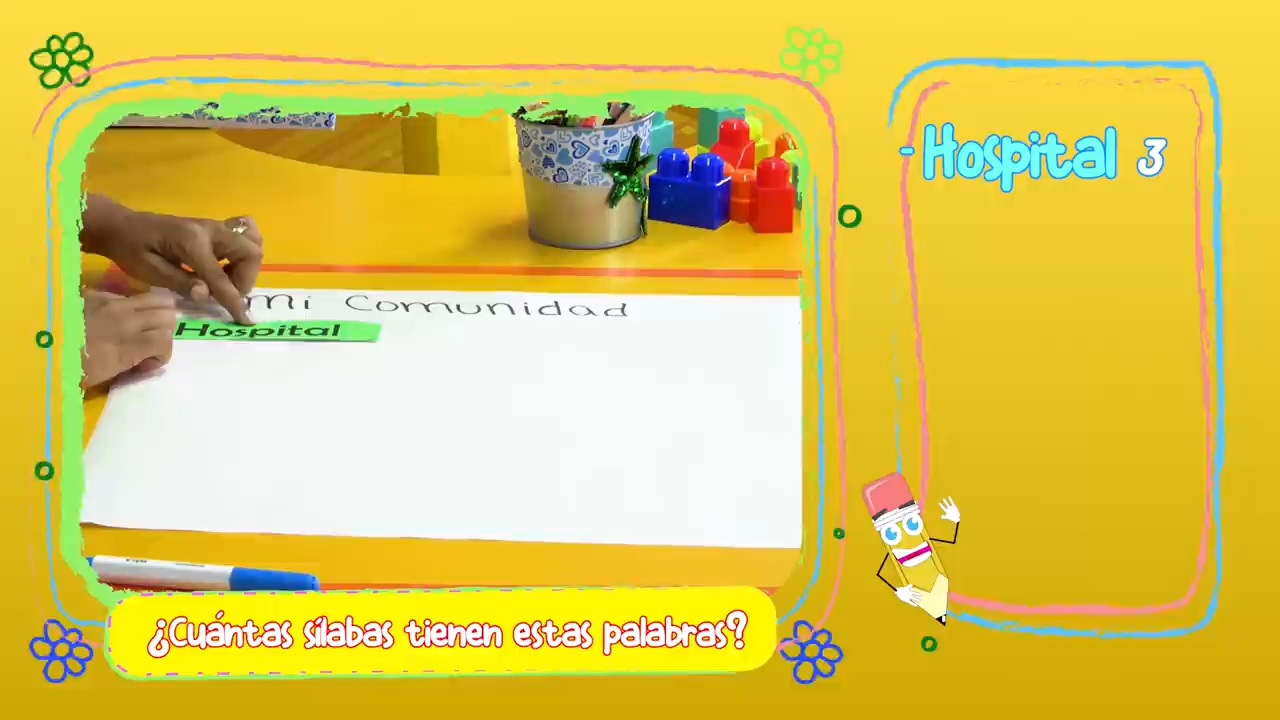 Mi Comunidad
Hospital
- Hospital 3
¿Cuántas sílabas tienen estas palabras?